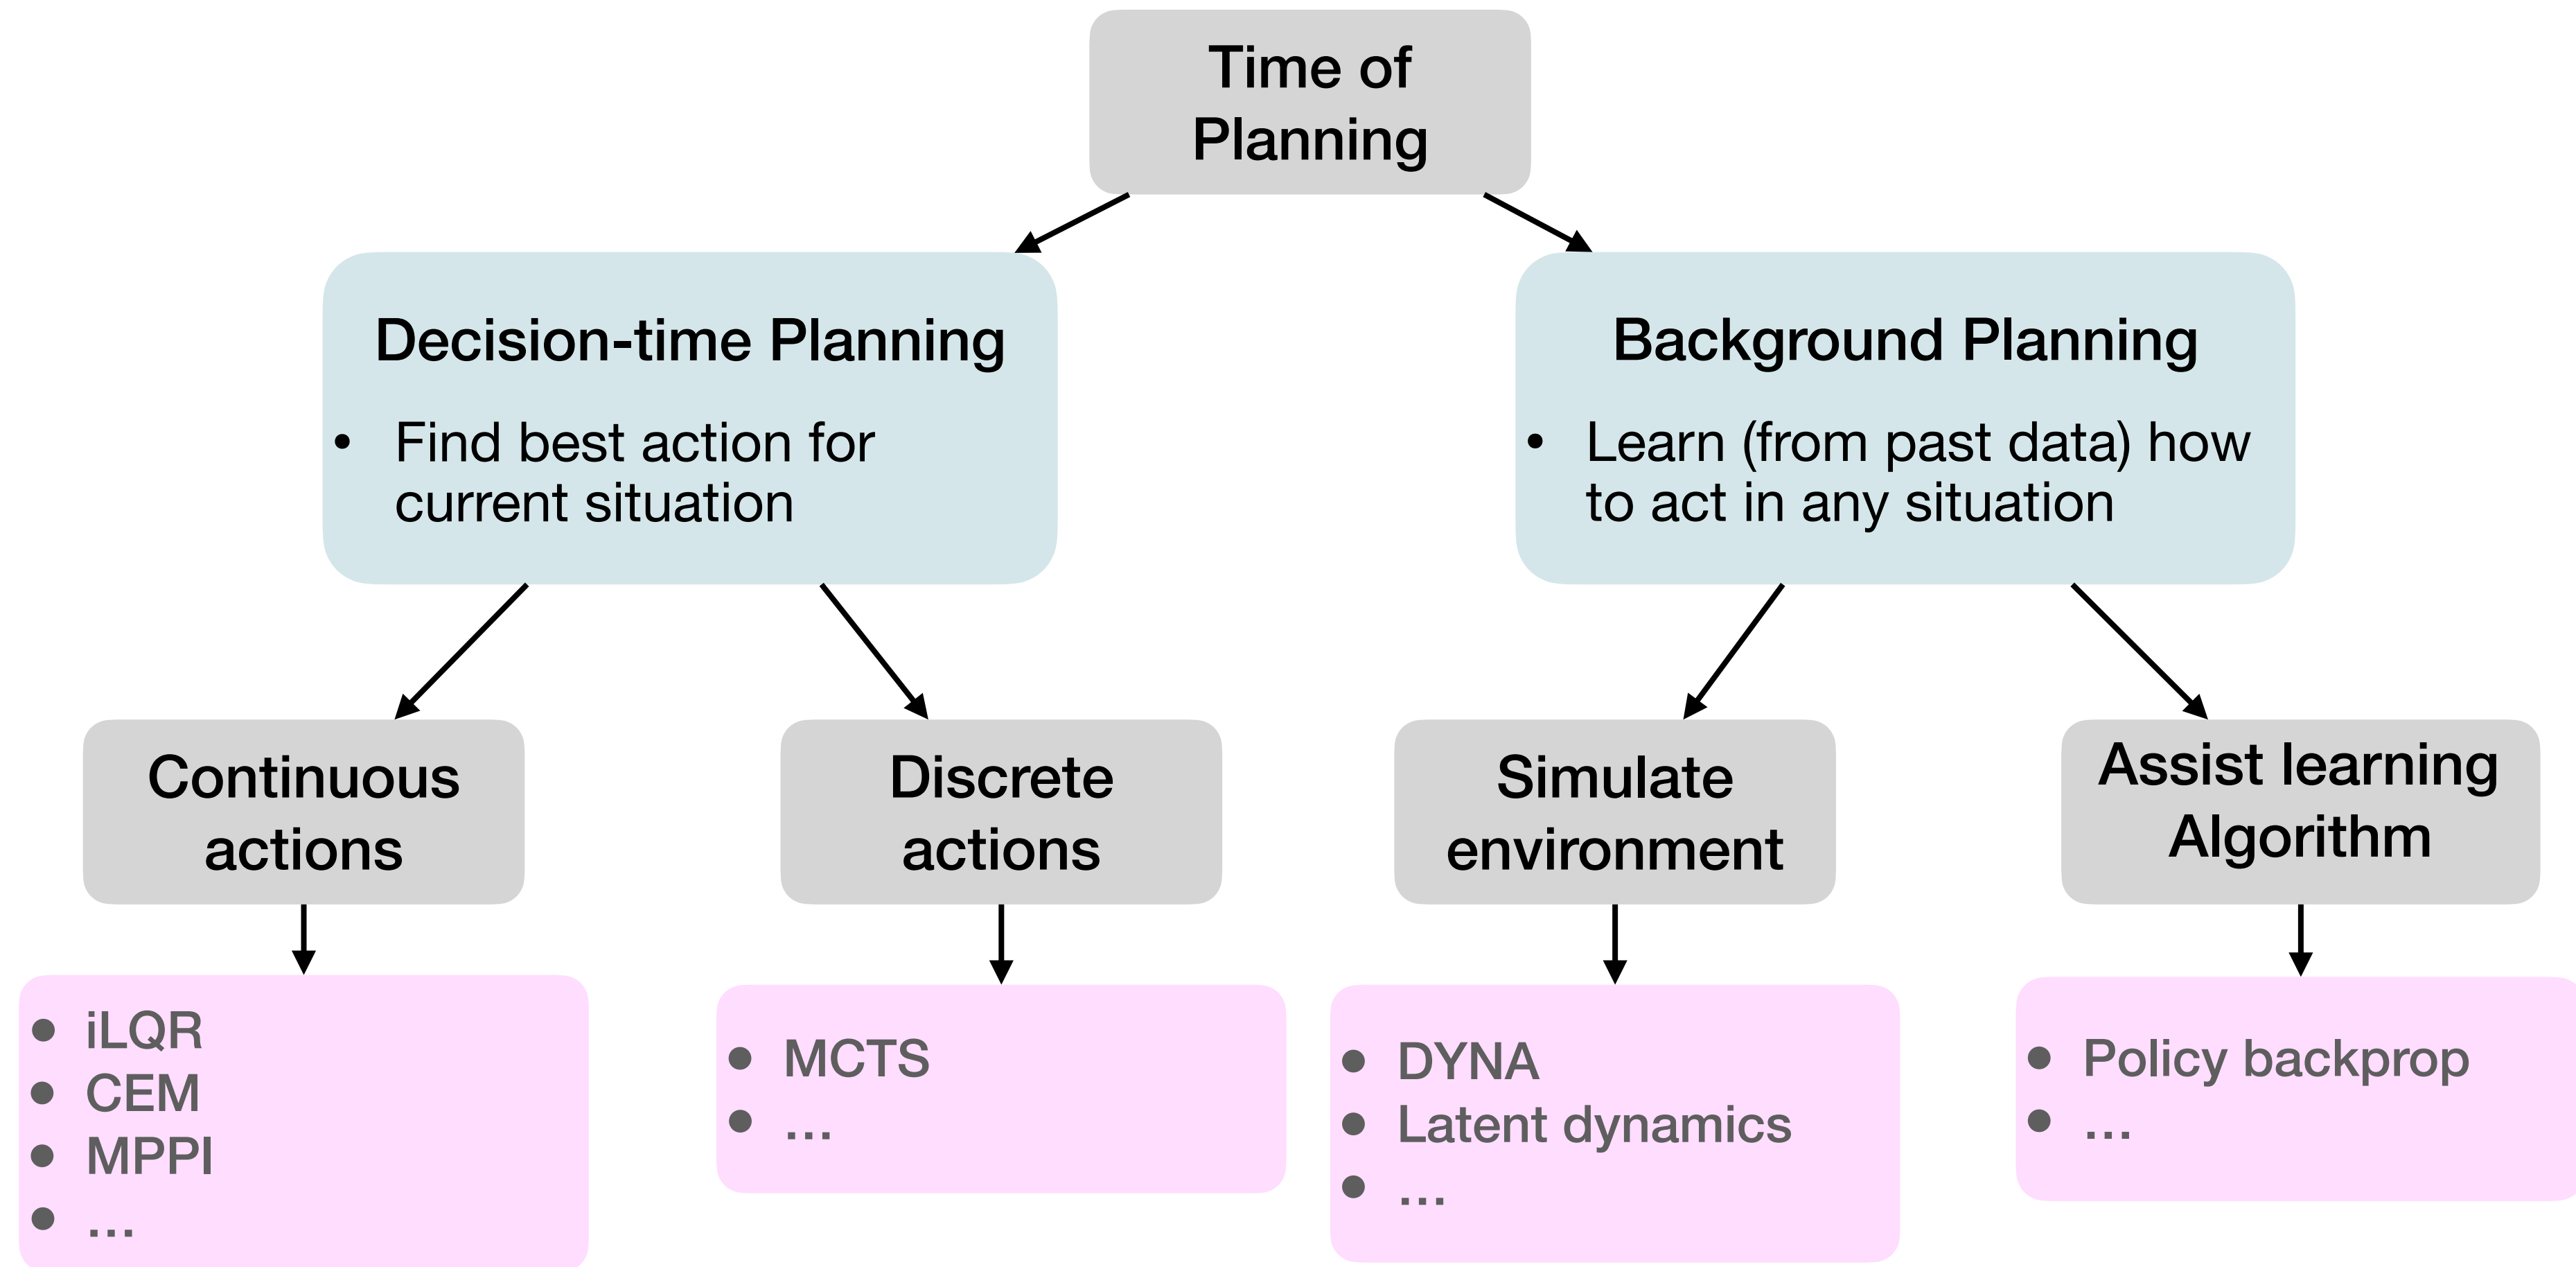 Time of
Planning
Decision-time Planning
• Find best action for
current situation
Background Planning
• Learn (from past data) how
to act in any situation
Continuous
actions
Discrete
actions
Simulate
environment
Assist learning
Algorithm
• iLQR
• CEM
• MPPI
• ...
• MCTS
• ...
• DYNA
• Latent dynamics
• ...
• Policy backprop
• ...